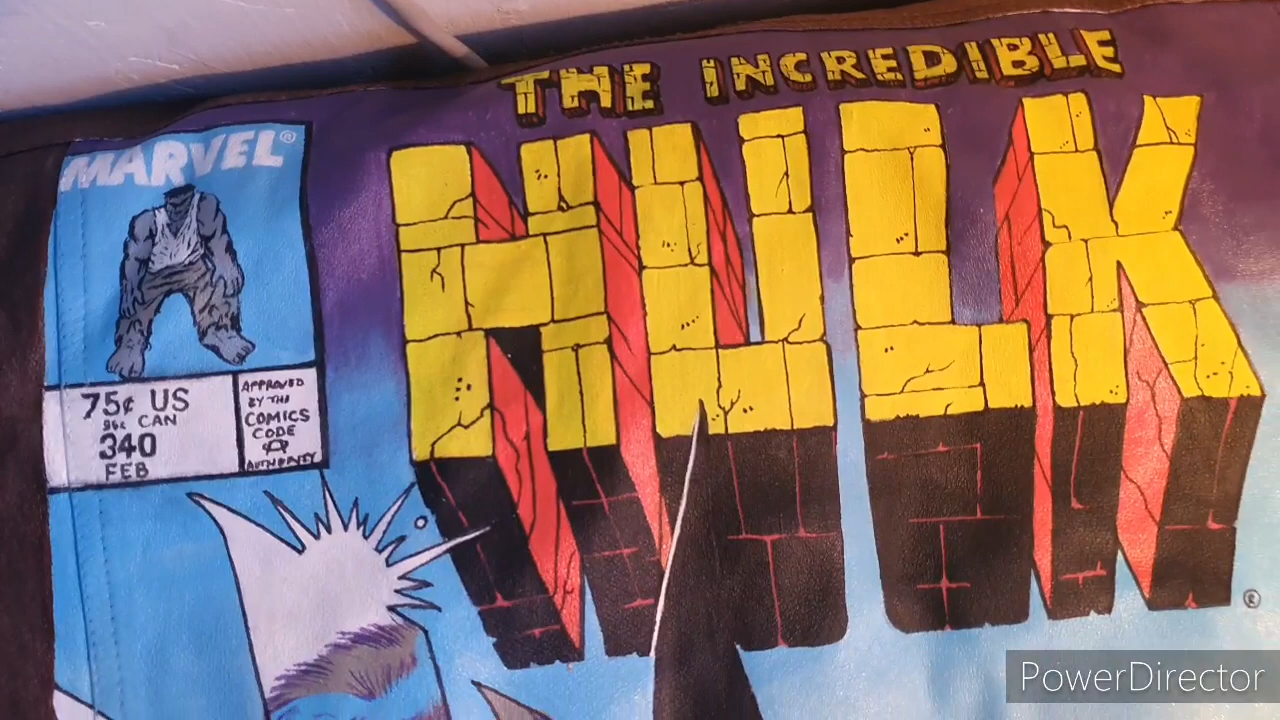 THE INCREDIBLE
HULK
®
MARVEL®
75¢ US
95¢ CAN
340
FEB
APPROVED
BY THE
COMICS
CODE
A
AUTHORITY
PowerDirector